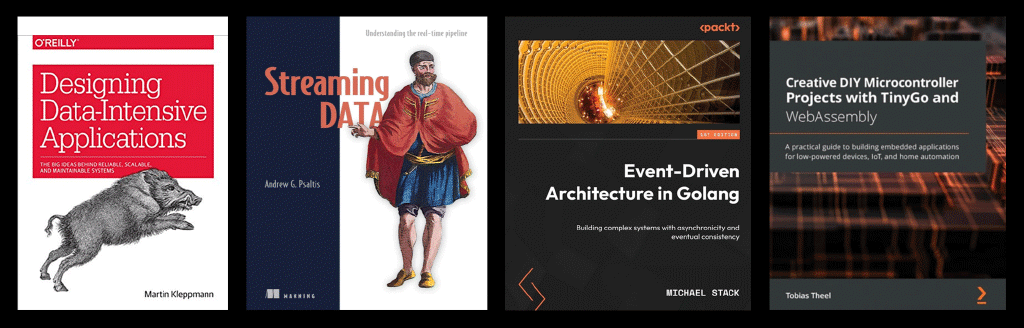 O'REILLY®
Designing
Data-Intensive
Applications
THE BIG IDEAS BEHIND RELIABLE, SCALABLE,
AND MAINTAINABLE SYSTEMS
Martin Kleppmann
Understanding the real-time pipeline
Streaming
DATA
Andrew G. Psaltis
MANNING
<packt>
1ST EDITION
Event-Driven
Architecture in Golang
Building complex systems with asynchronicity and
eventual consistency
MICHAEL STACK
Creative DIY Microcontroller
Projects with TinyGo and
WebAssembly
A practical guide to building embedded applications
for low-powered devices, IoT, and home automation
Tobias Theel